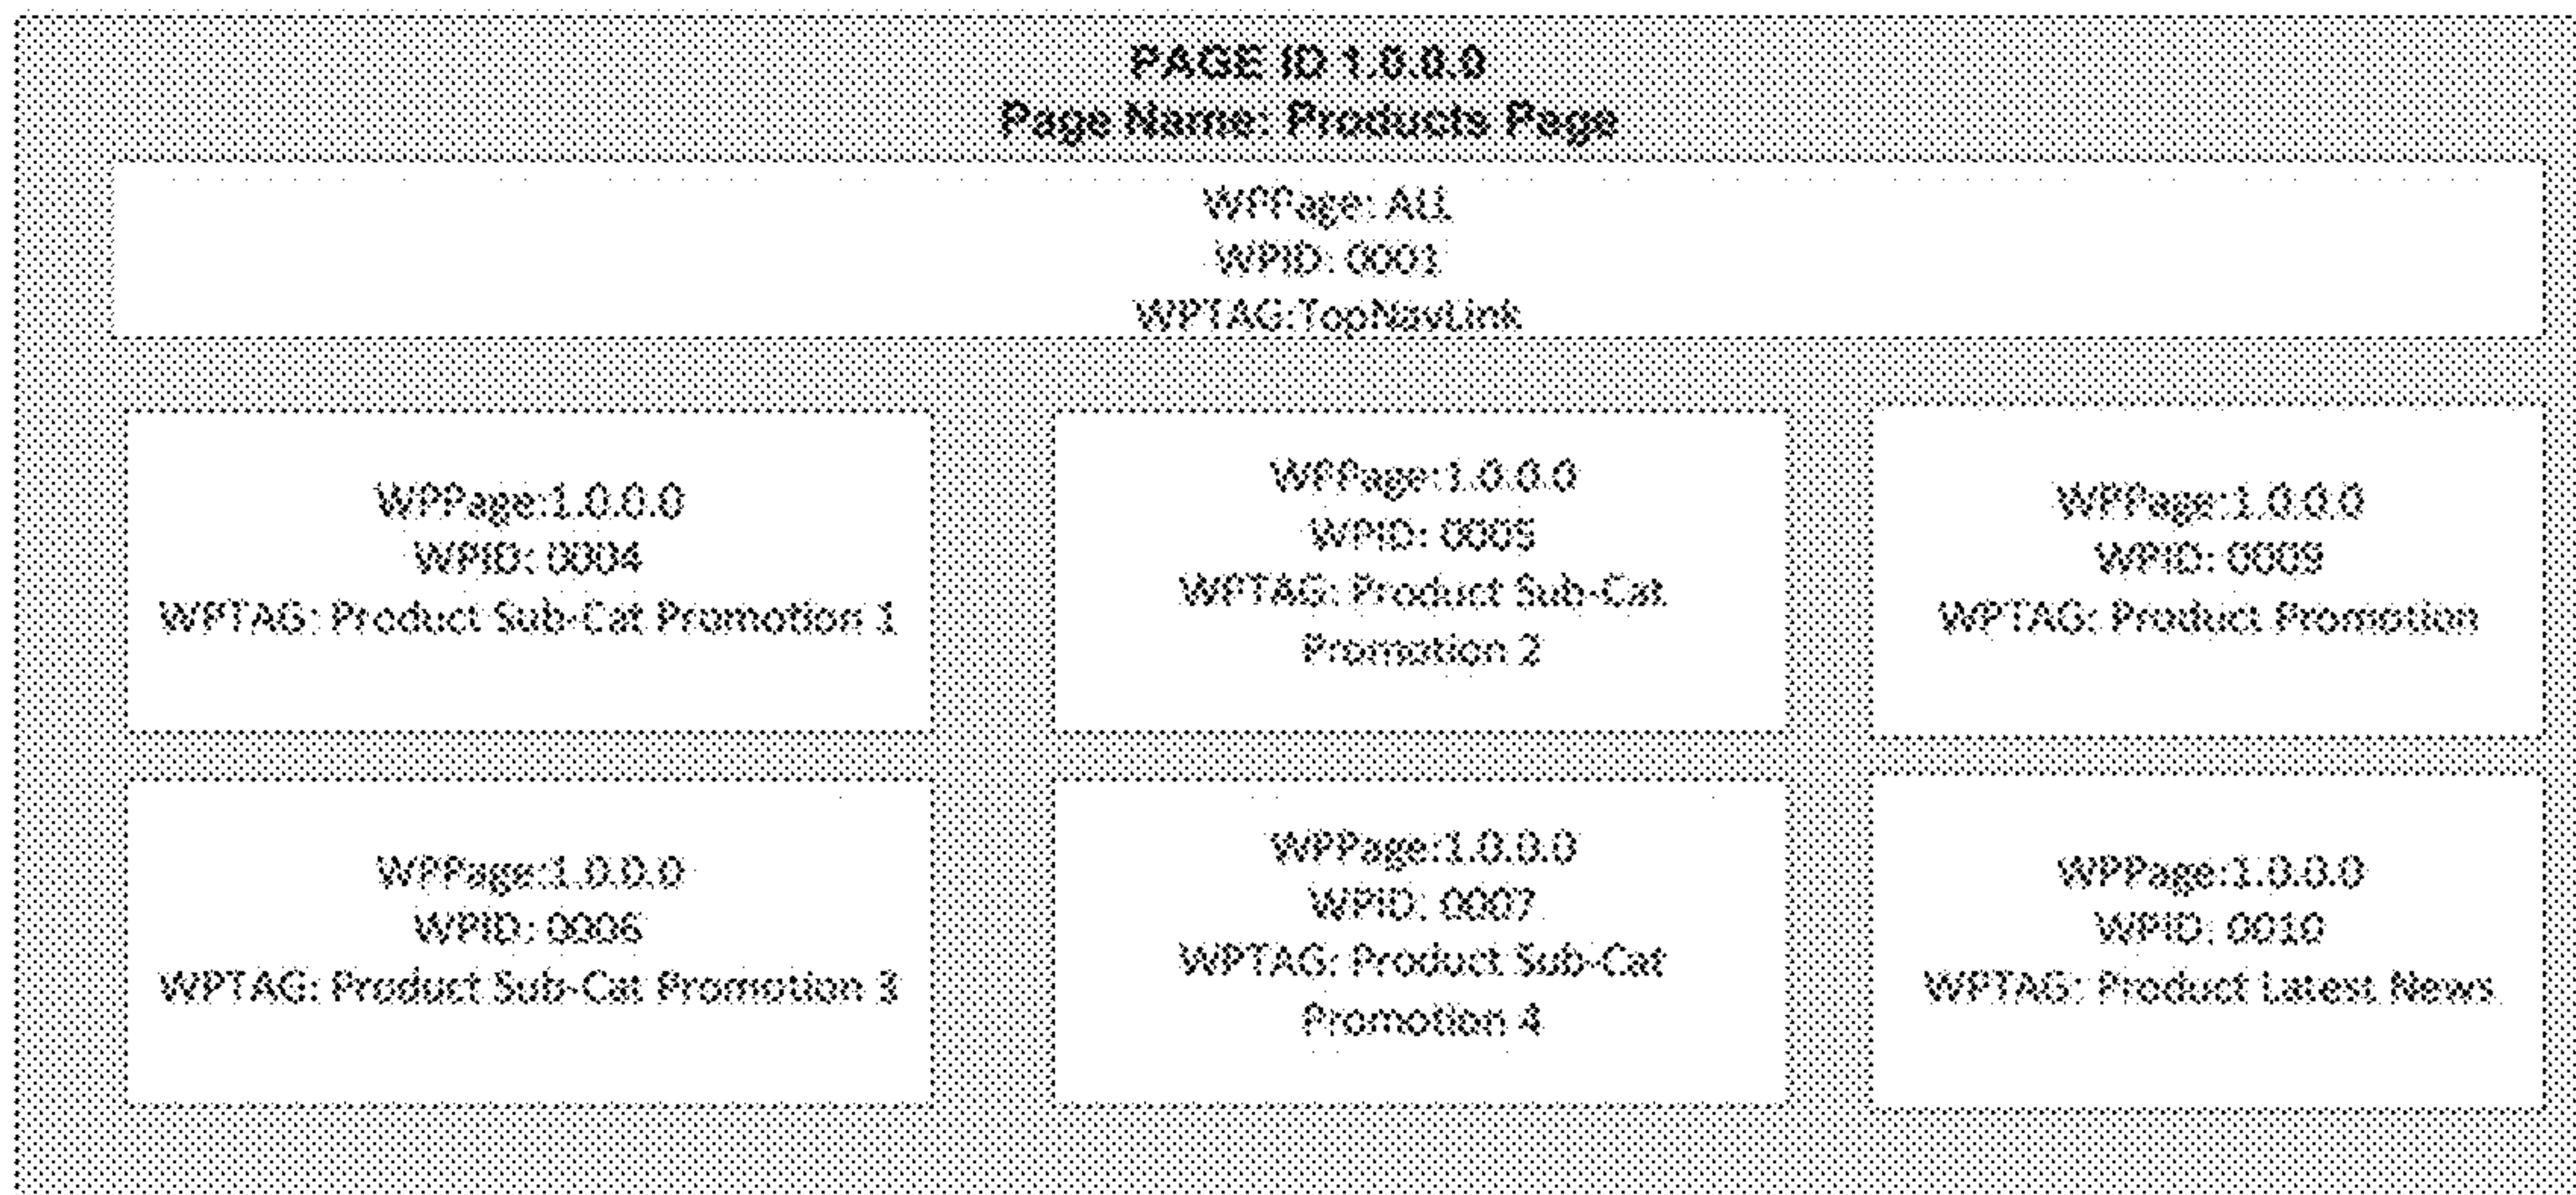 PAGE ID 1.0.0.0
Page Name: Products Page
WPPage: ALL
WPID: 0001
WPTAG:TopNavLink
WPPage:1.0.0.0
WPID: 0004
WPTAG: Product Sub-Cat Promotion 1
WPPage:1.0.0.0
WPID: 0005
WPTAG: Product Sub-Cat
Promotion 2
WPPage:1.0.0.0
WPID: 0009
WPTAG: Product Promotion
WPPage:1.0.0.0
WPID: 0006
WPTAG: Product Sub-Cat Promotion 3
WPPage:1.0.0.0
WPID: 0007
WPTAG: Product Sub-Cat
Promotion 4
WPPage:1.0.0.0
WPID: 0010
WPTAG: Product Latest News